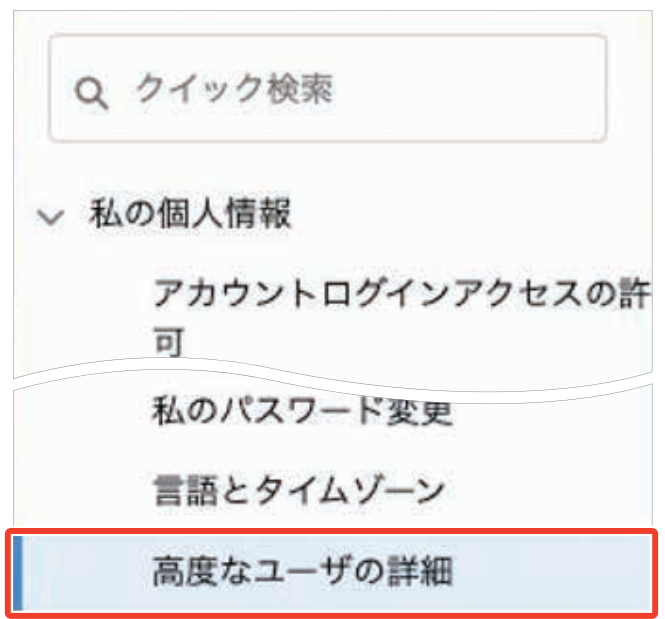 クイック検索
私の個人情報
アカウントログインアクセスの許
可
私のパスワード変更
言語とタイムゾーン
高度なユーザの詳細